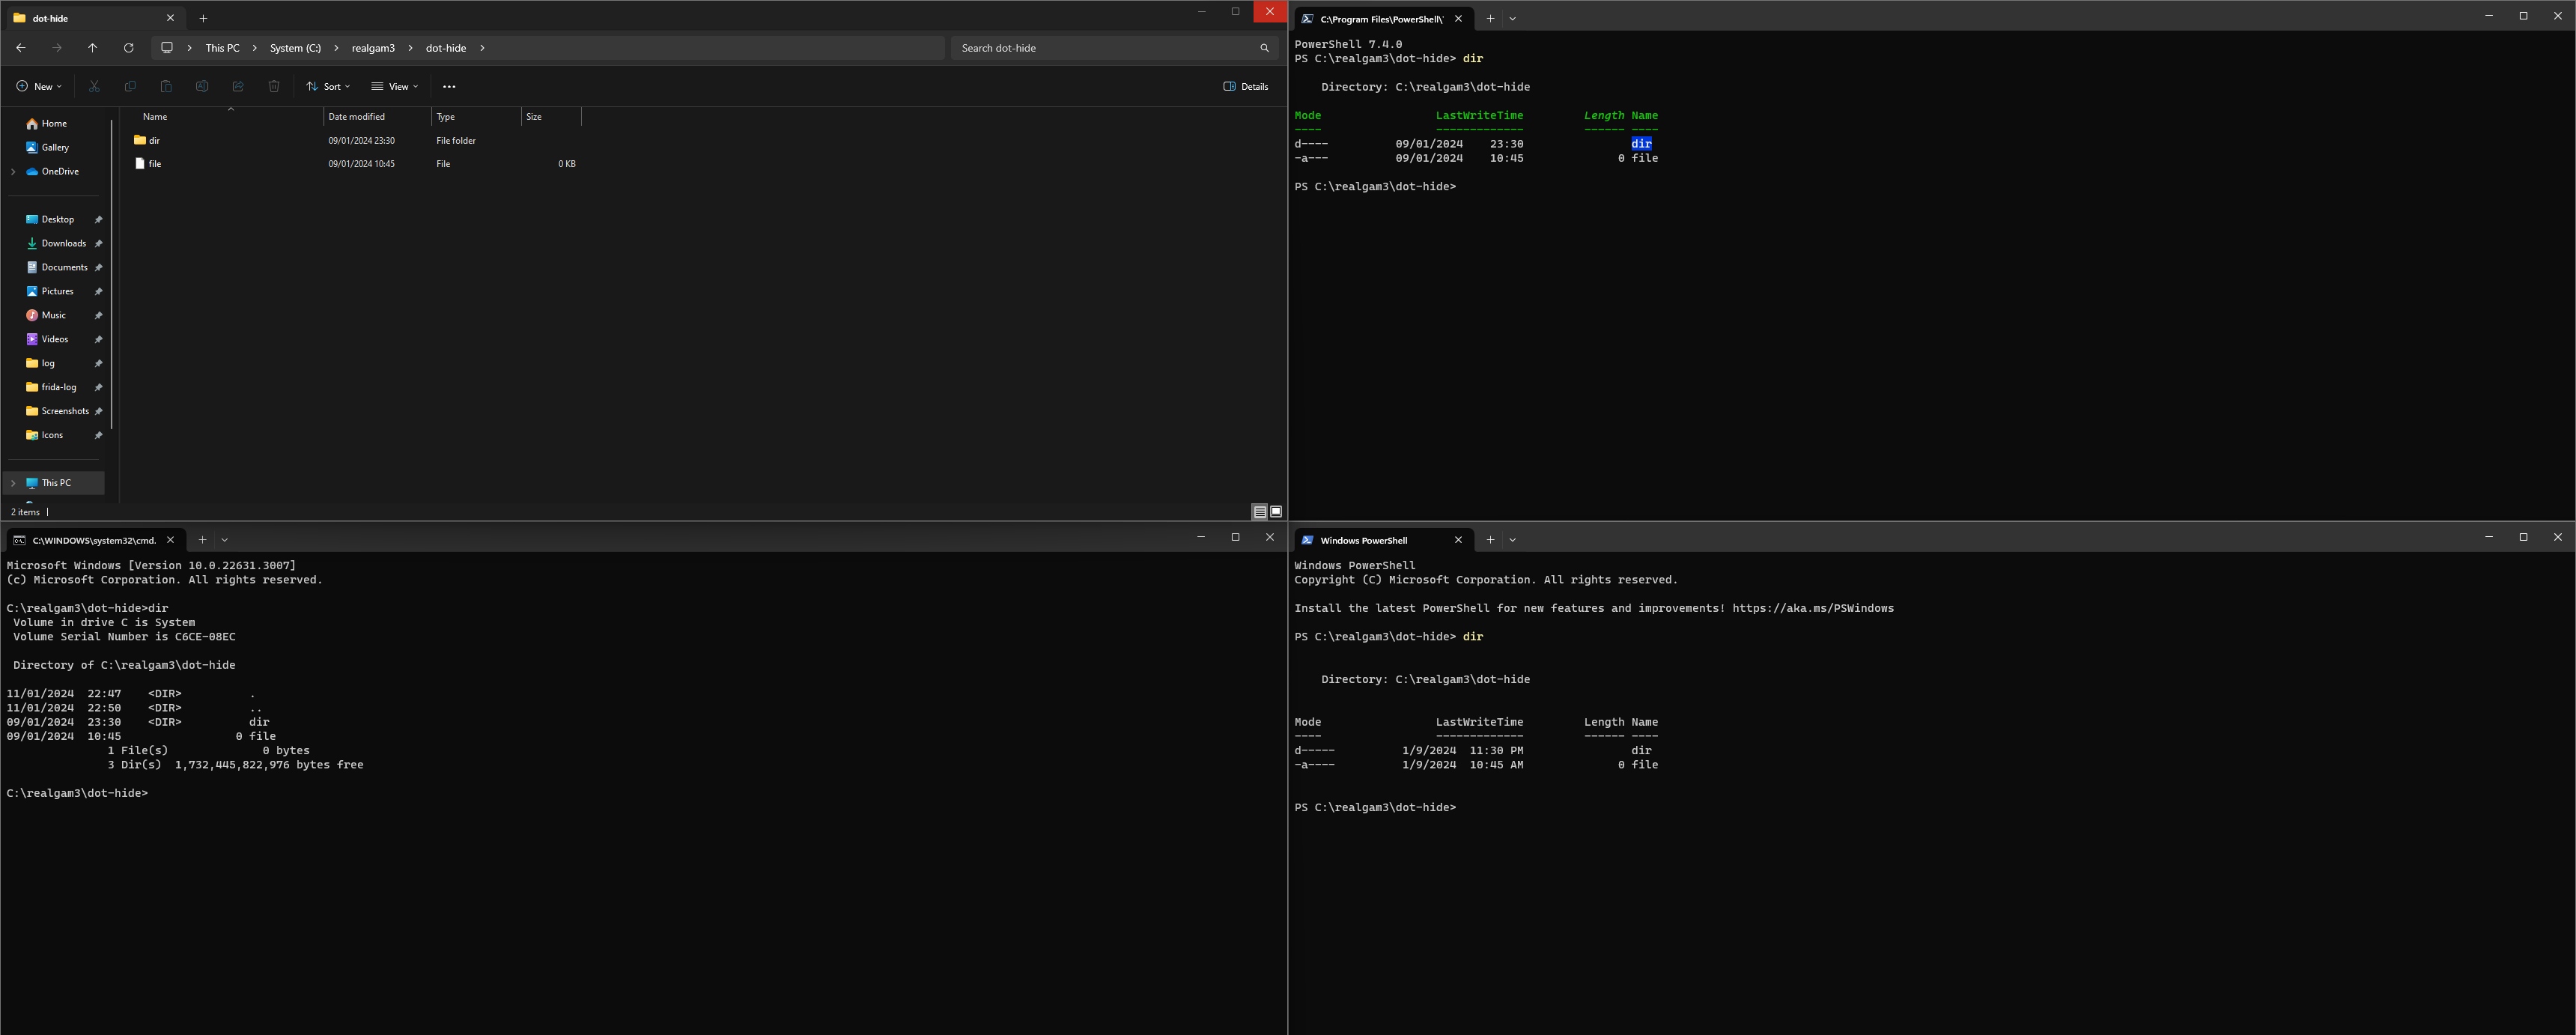 dot-hide
This PC System (C:) realgam3 dot-hide
Search dot-hide
New Sort View ••• Details
Name Date modified Type Size
dir 09/01/2024 23:30 File folder
file 09/01/2024 10:45 File 0 KB
Home
Gallery
OneDrive
Desktop
Downloads
Documents
Pictures
Music
Videos
log
frida-log
Screenshots
Icons
This PC
2 items
C:\Program Files\PowerShell\
PowerShell 7.4.0
PS C:\realgam3\dot-hide> dir
    Directory: C:\realgam3\dot-hide
Mode                 LastWriteTime         Length Name
----                 -------------         ------ ----
d----          09/01/2024    23:30                dir
-a---          09/01/2024    10:45              0 file
PS C:\realgam3\dot-hide>
C:\WINDOWS\system32\cmd.
Microsoft Windows [Version 10.0.22631.3007]
(c) Microsoft Corporation. All rights reserved.
C:\realgam3\dot-hide>dir
 Volume in drive C is System
 Volume Serial Number is C6CE-08EC
 Directory of C:\realgam3\dot-hide
11/01/2024  22:47    <DIR>          .
11/01/2024  22:50    <DIR>          ..
09/01/2024  23:30    <DIR>          dir
09/01/2024  10:45                 0 file
               1 File(s)              0 bytes
               3 Dir(s)  1,732,445,822,976 bytes free
C:\realgam3\dot-hide>
Windows PowerShell
Windows PowerShell
Copyright (C) Microsoft Corporation. All rights reserved.
Install the latest PowerShell for new features and improvements! https://aka.ms/PSWindows
PS C:\realgam3\dot-hide> dir
    Directory: C:\realgam3\dot-hide
Mode                 LastWriteTime         Length Name
----                 -------------         ------ ----
d-----          1/9/2024  11:30 PM                dir
-a----          1/9/2024  10:45 AM              0 file
PS C:\realgam3\dot-hide>